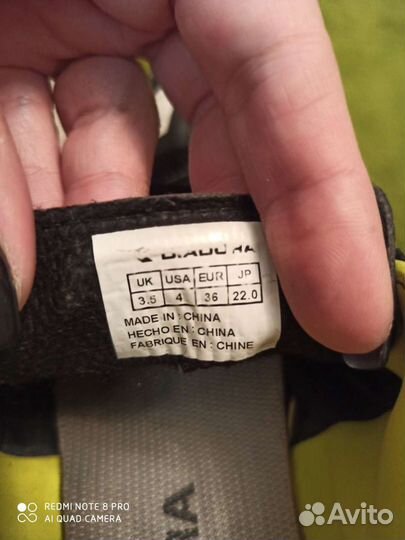 DIADORA
UK USA EUR JP
3.5 4 36 22.0
MADE IN : CHINA
HECHO EN : CHINA
FABRIQUE EN : CHINE
REDMI NOTE 8 PRO
AI QUAD CAMERA
Avito